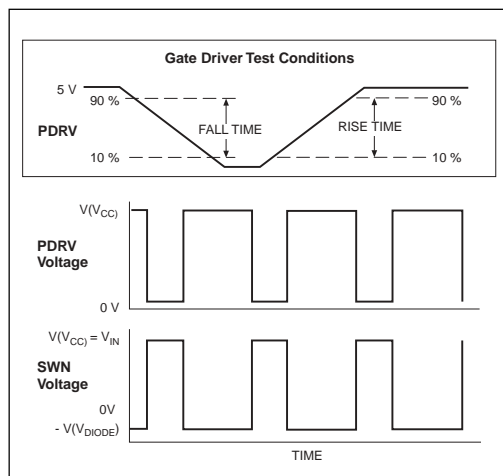 Gate Driver Test Conditions
5 V
90 %
90 %
FALL TIME
RISE TIME
PDRV
10 %
10 %
V(VCC)
PDRV
Voltage
0 V
V(VCC) = VIN
SWN
Voltage
0V
- V(VDIODE)
TIME